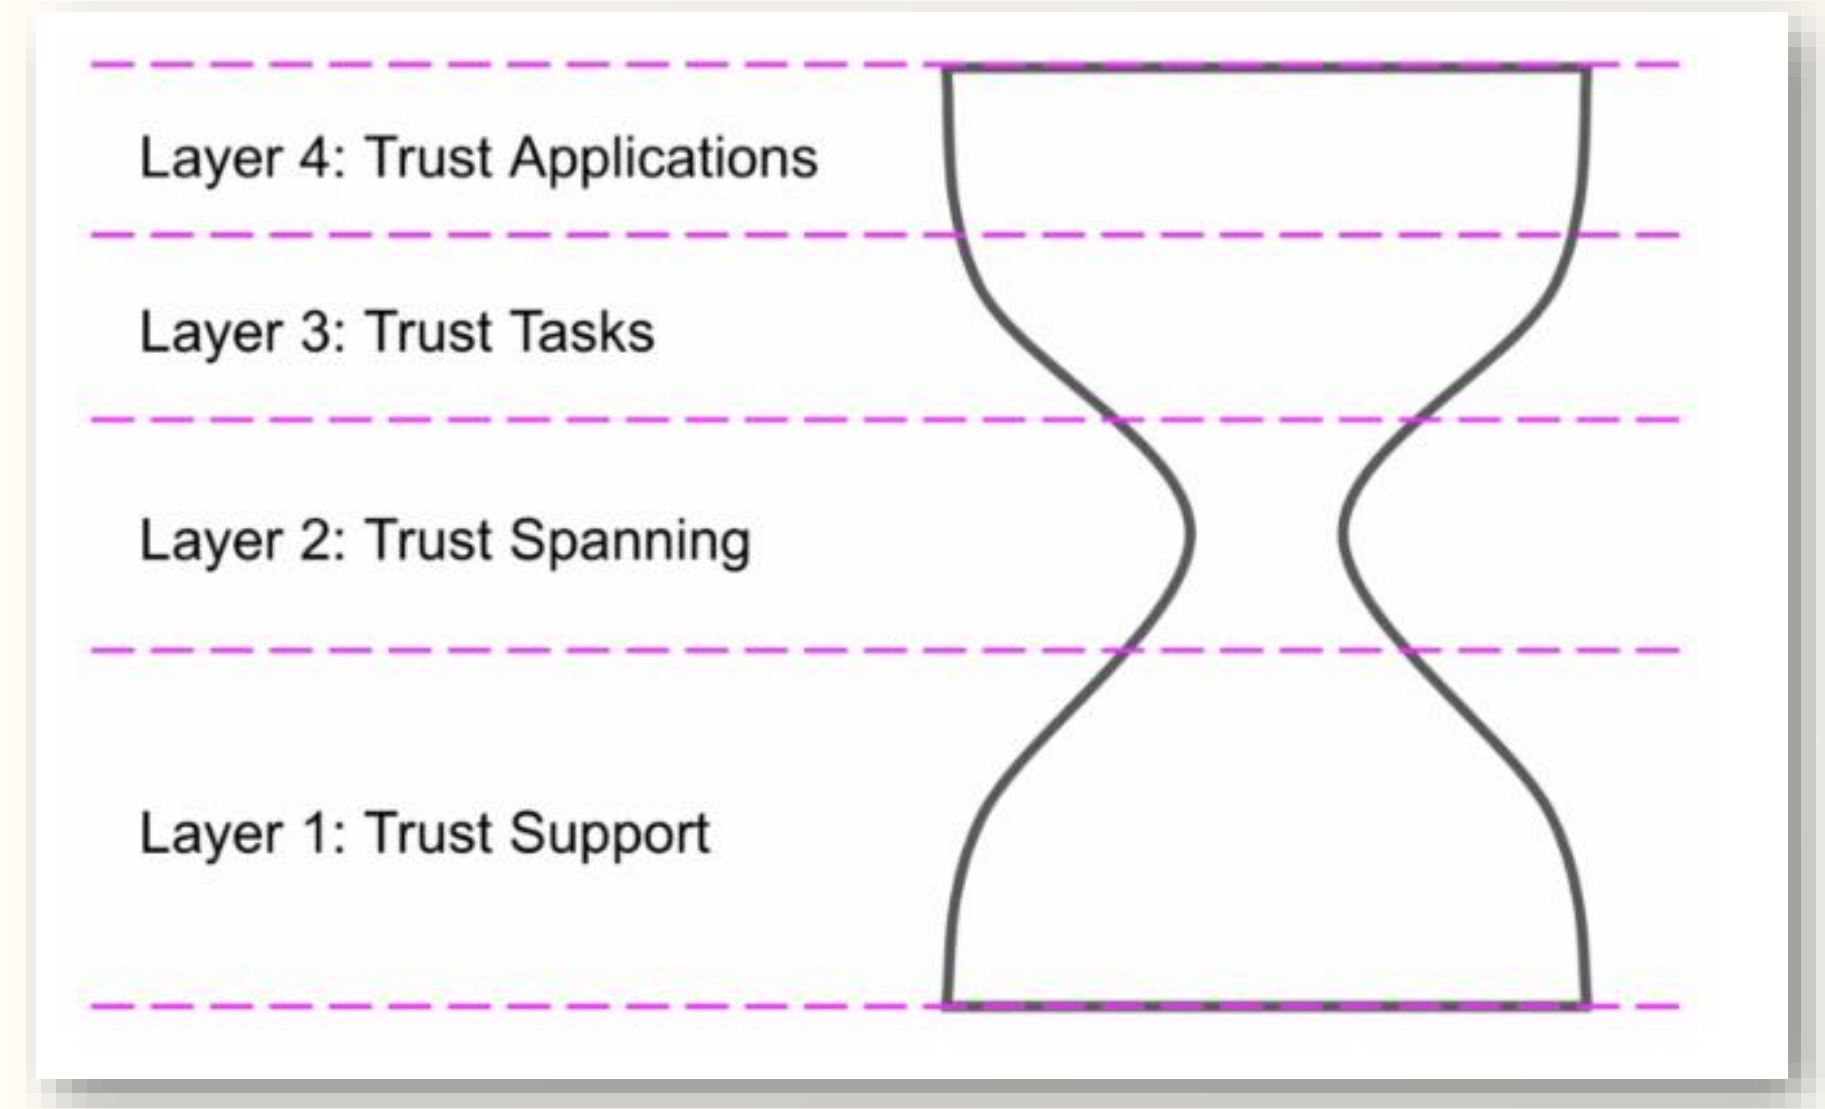 Layer 4: Trust Applications
Layer 3: Trust Tasks
Layer 2: Trust Spanning
Layer 1: Trust Support